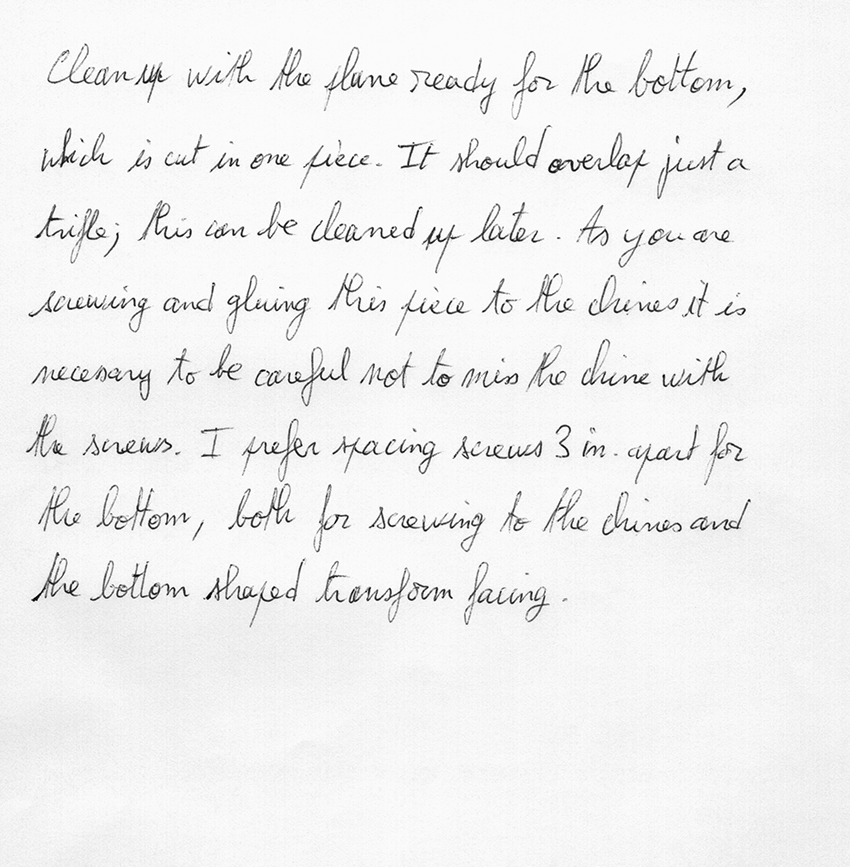 Clean up with the plane ready for the bottom,
which is cut in one piece. It should overlap just a
trifle; this can be cleaned up later. As you are
screwing and gluing this piece to the chines it is
necesary to be careful not to miss the chine with
the screws. I prefer spacing screws 3 in. apart for
the bottom, both for screwing to the chines and
the bottom shaped transform facing.